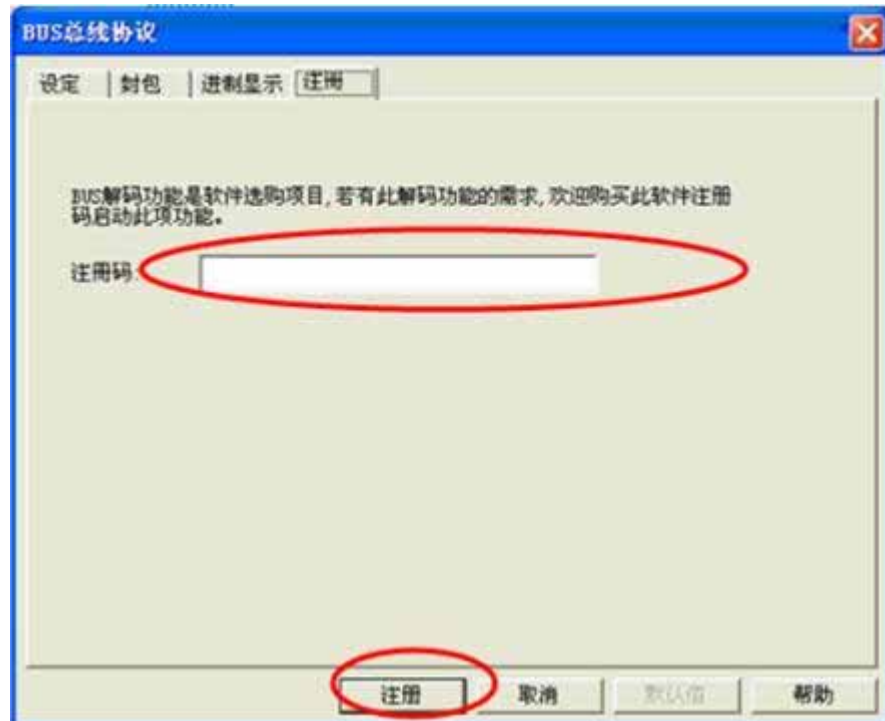 BUS总线协议
设定 封包 进制显示 注册
BUS解码功能是软件选购项目,若有此解码功能的需求,欢迎购买此软件注册
码启动此项功能。
注册码:
注册 取消 默认值 帮助